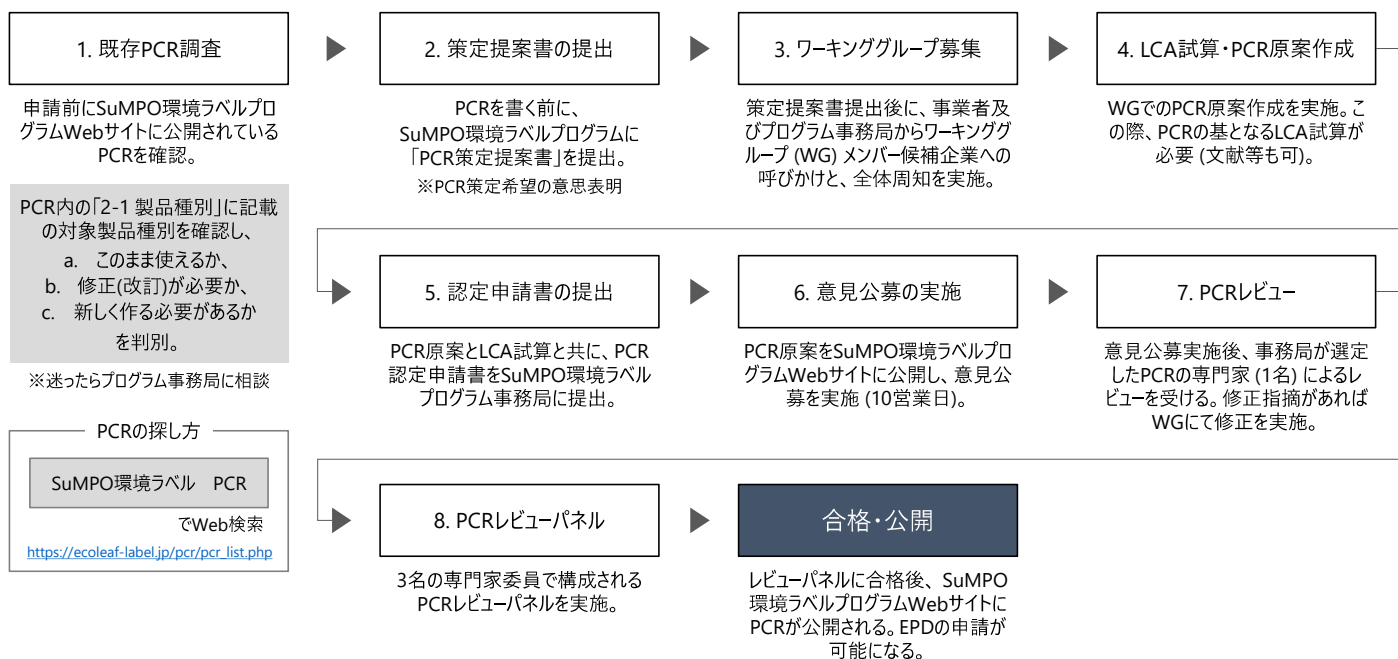 1. 既存PCR調査
申請前にSuMPO環境ラベルプロ
グラムWebサイトに公開されている
PCRを確認。
PCR内の「2-1 製品種別」に記載
の対象製品種別を確認し、
a. このまま使えるか、
b. 修正(改訂)が必要か、
c. 新しく作る必要があるか
を判別。
※迷ったらプログラム事務局に相談
PCRの探し方
SuMPO環境ラベル　PCR
でWeb検索
https://ecoleaf-label.jp/pcr/pcr_list.php
2. 策定提案書の提出
PCRを書く前に、
SuMPO環境ラベルプログラムに
「PCR策定提案書」を提出。
※PCR策定希望の意思表明
3. ワーキンググループ募集
策定提案書提出後に、事業者及
びプログラム事務局からワーキンググ
ループ (WG) メンバー候補企業への
呼びかけと、全体周知を実施。
4. LCA試算・PCR原案作成
WGでのPCR原案作成を実施。こ
の際、PCRの基となるLCA試算が
必要 (文献等も可)。
5. 認定申請書の提出
PCR原案とLCA試算と共に、PCR
認定申請書をSuMPO環境ラベル
プログラム事務局に提出。
6. 意見公募の実施
PCR原案をSuMPO環境ラベルプロ
グラムWebサイトに公開し、意見公
募を実施 (10営業日)。
7. PCRレビュー
意見公募実施後、事務局が選定
したPCRの専門家 (1名) によるレ
ビューを受ける。修正指摘があれば
WGにて修正を実施。
8. PCRレビューパネル
3名の専門家委員で構成される
PCRレビューパネルを実施。
合格・公開
レビューパネルに合格後、SuMPO
環境ラベルプログラムWebサイトに
PCRが公開される。EPDの申請が
可能になる。